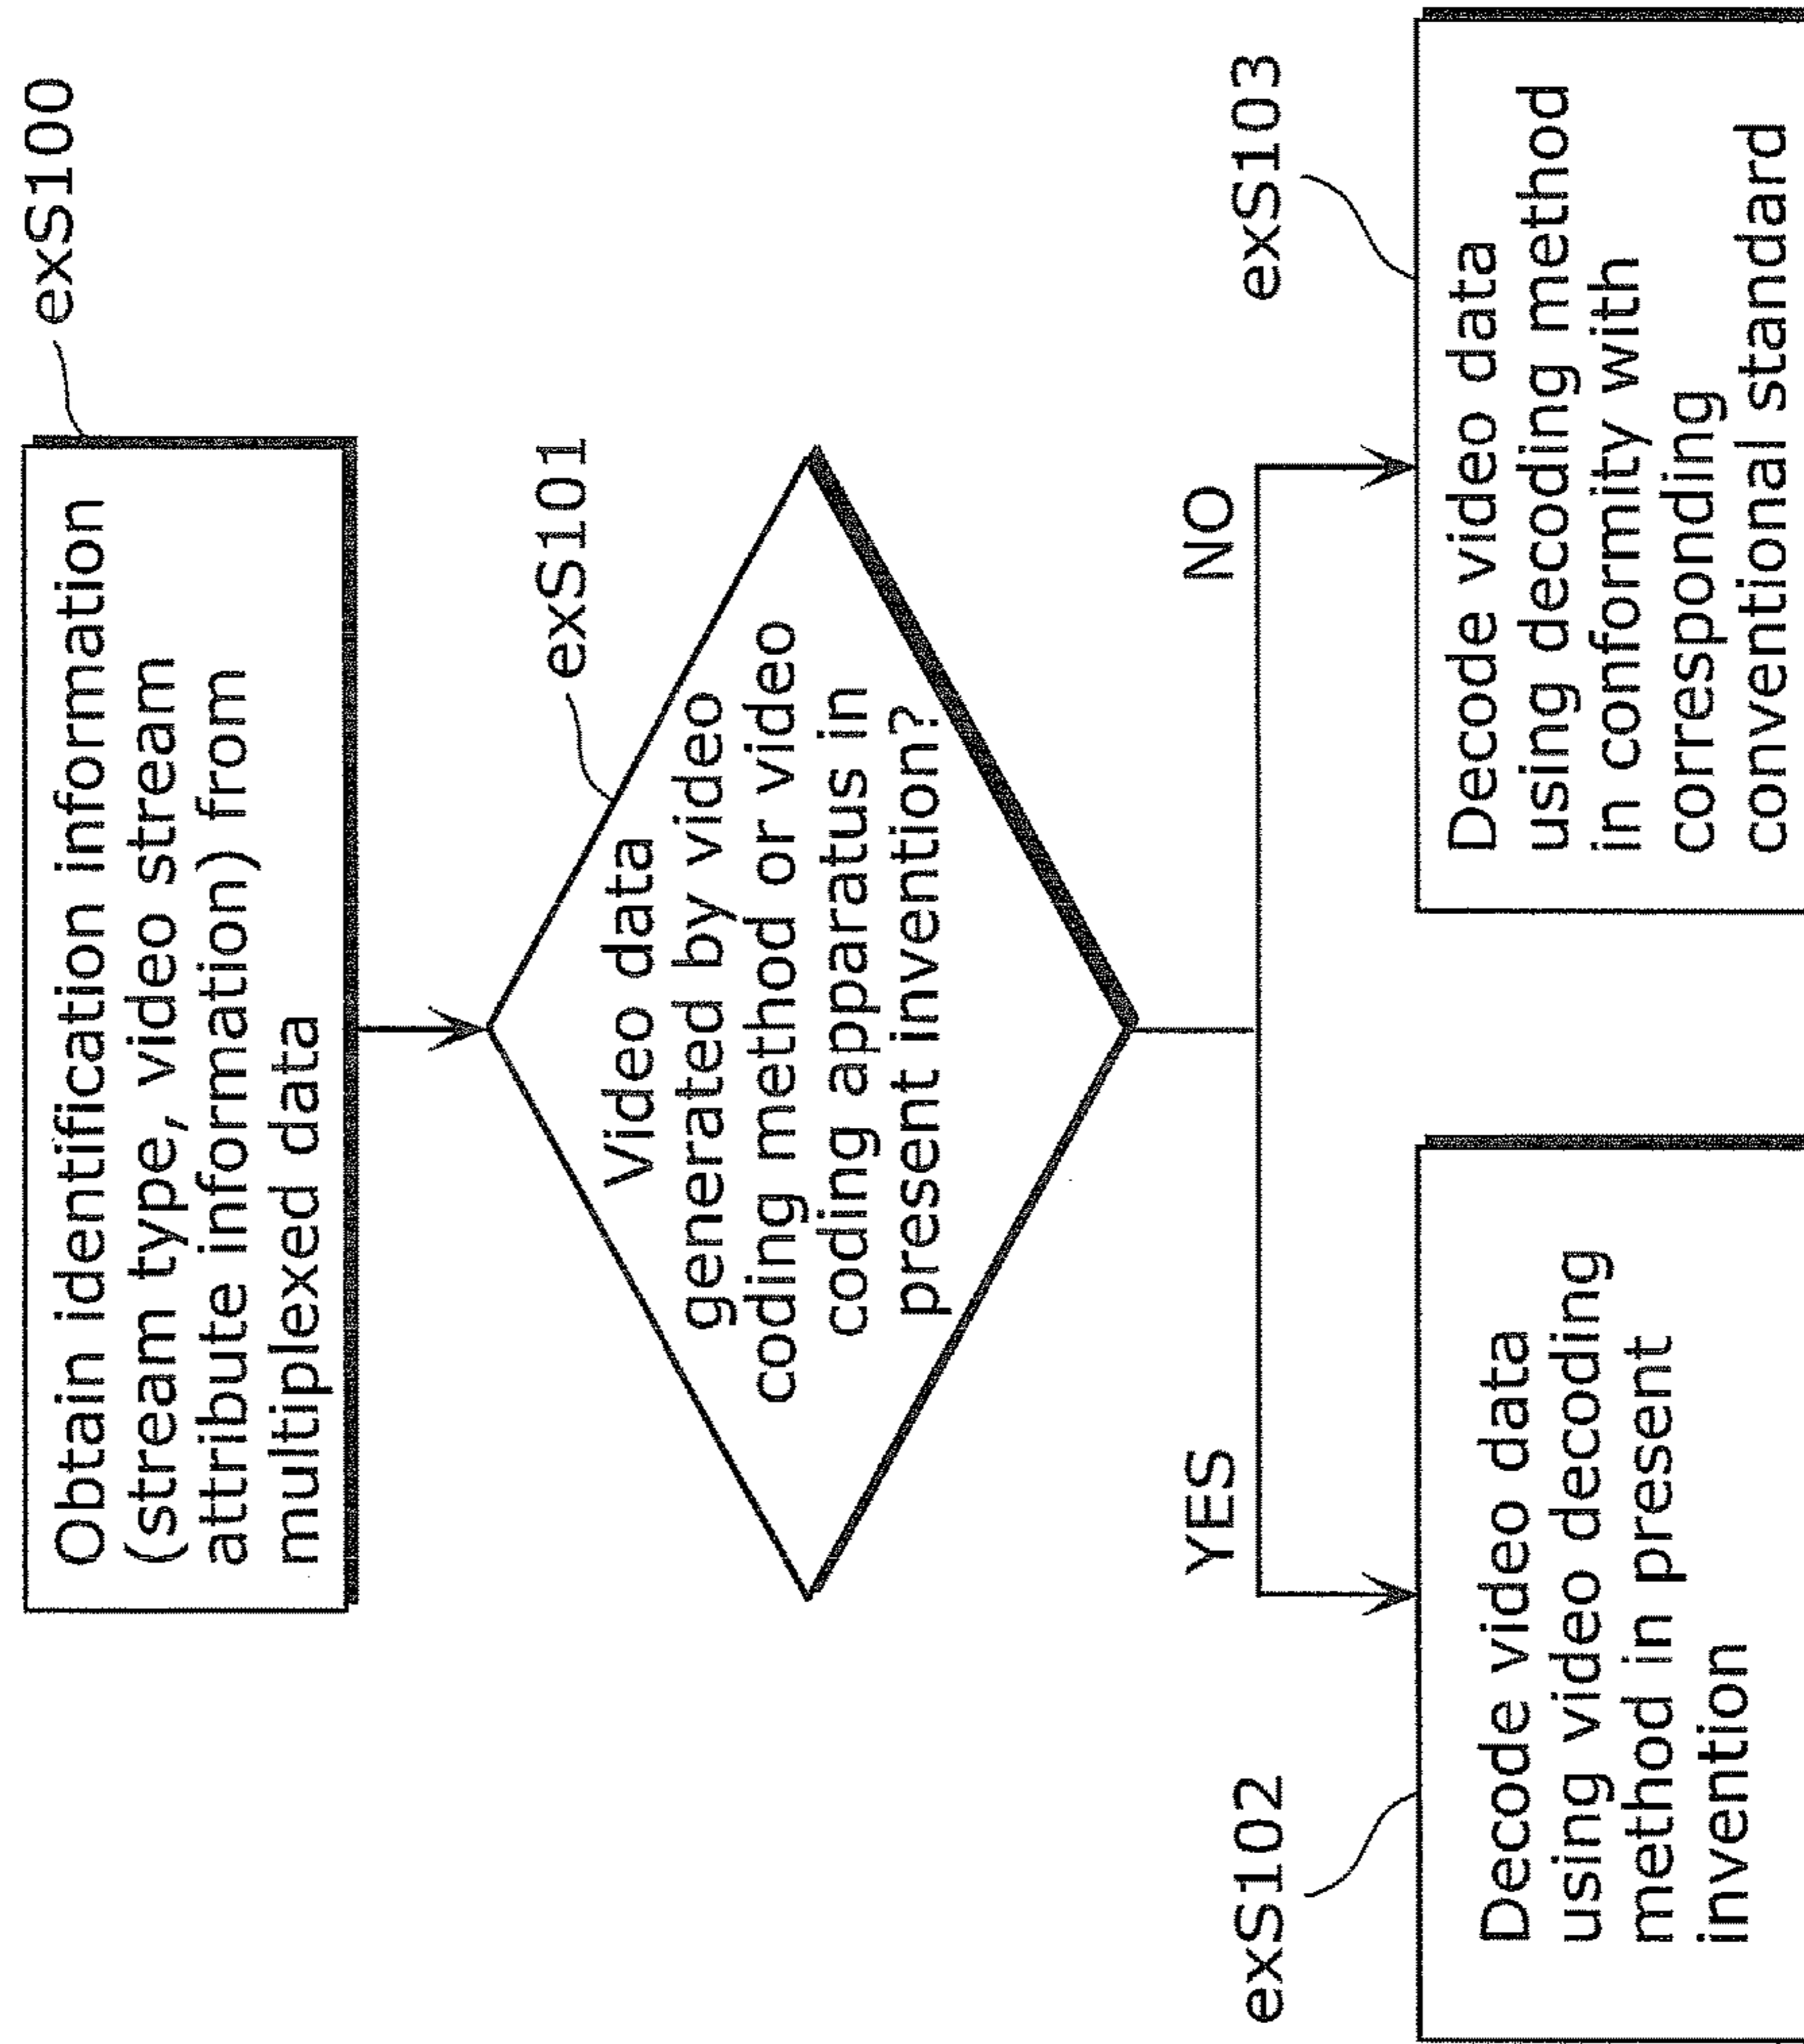 exS100
Obtain identification information
(stream type, video stream
attribute information) from
multiplexed data
exS101
Video data
generated by video
coding method or video
coding apparatus in
present invention?
YES
NO
exS102
Decode video data
using video decoding
method in present
invention
exS103
Decode video data
using decoding method
in conformity with
corresponding
conventional standard